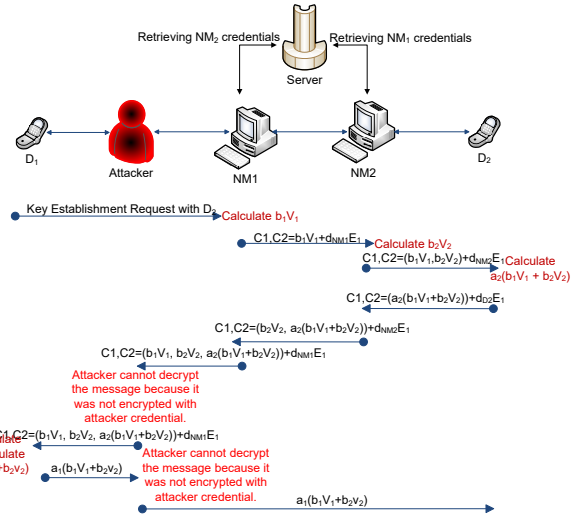 Retrieving NM2 credentials
Retrieving NM1 credentials
Server
D1
Attacker
NM1
NM2
D2
Key Establishment Request with D2
Calculate b1V1
C1,C2=b1V1+dNM1E1
Calculate b2V2
C1,C2=(b1V1,b2V2)+dNM2E1
Calculate
a2(b1V1 + b2V2)
C1,C2=(a2(b1V1+b2V2))+dD2E1
C1,C2=(b2V2, a2(b1V1+b2V2))+dNM2E1
C1,C2=(b1V1, b2V2, a2(b1V1+b2V2))+dNM1E1
Attacker cannot decrypt
the message because it
was not encrypted with
attacker credential.
C2=(b1V1, b2V2, a2(b1V1+b2V2))+dNM1E1
+b2v2)
Attacker cannot decrypt
the message because it
was not encrypted with
attacker credential.
a1(b1V1+b2v2)
a1(b1V1+b2v2)